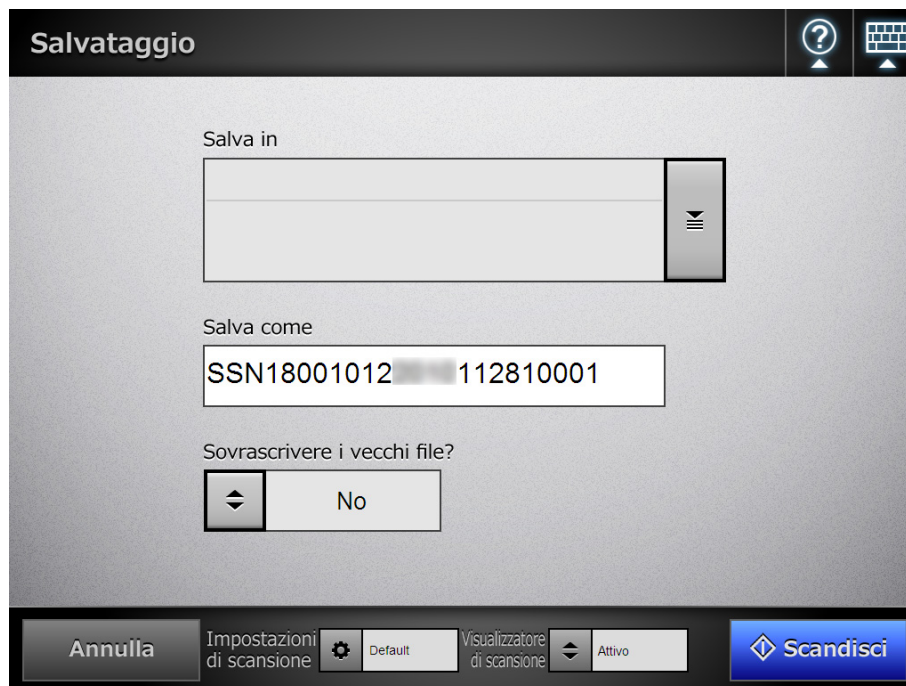 Salvataggio
?
Salva in
Salva come
SSN18001012 112810001
Sovrascrivere i vecchi file?
No
Annulla
Impostazioni di scansione
Default
Visualizzatore di scansione
Attivo
Scandisci